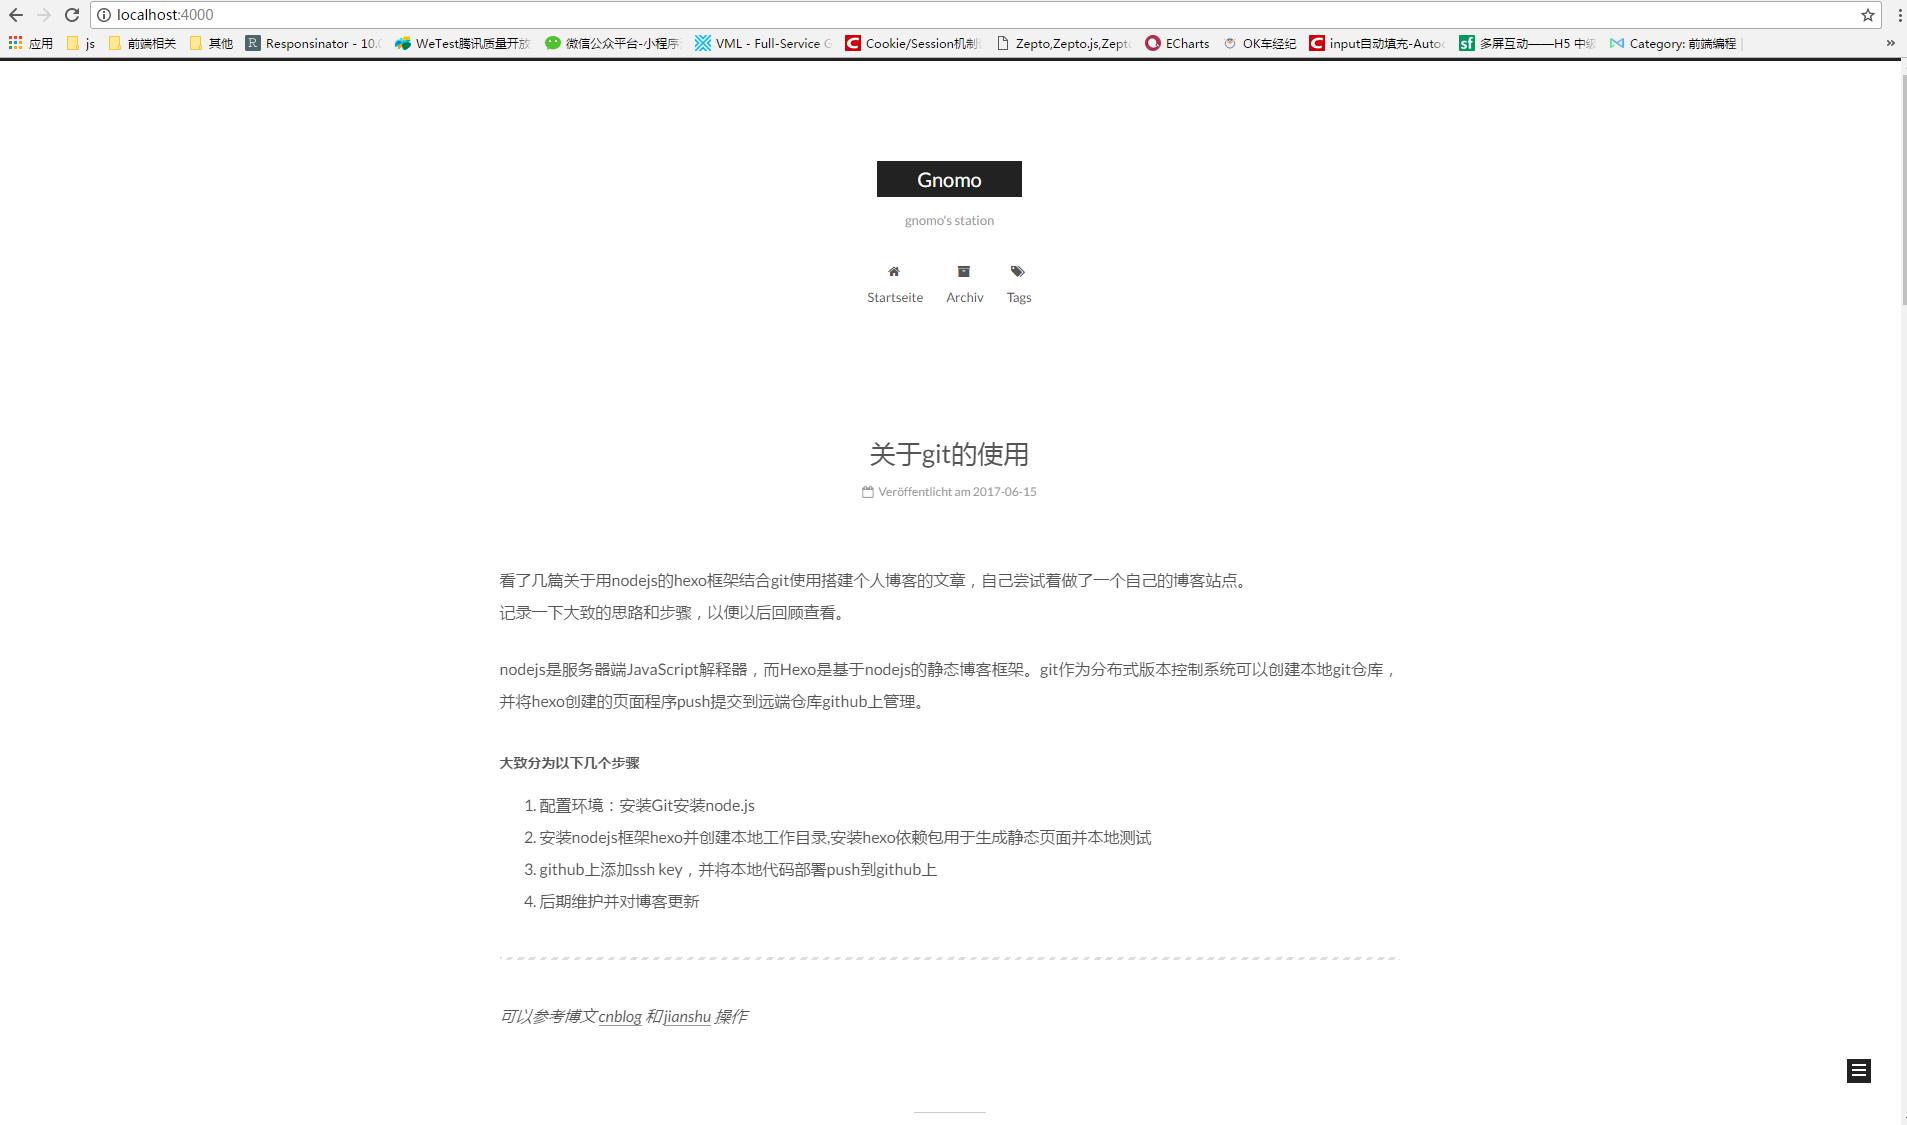 localhost:4000
应用 js 前端相关 其他 Responsinator - 10. WeTest腾讯质量开放 微信公众平台-小程序 VML - Full-Service Cookie/Session机制 Zepto,Zepto.js,Zept ECharts OK车经纪 input自动填充-Auto 多屏互动——H5 中级 Category: 前端编程 | »
Gnomo
gnomo's station
Startseite Archiv Tags
关于git的使用
Veröffentlicht am 2017-06-15
看了几篇关于用nodejs的hexo框架结合git使用搭建个人博客的文章，自己尝试着做了一个自己的博客站点。
记录一下大致的思路和步骤，以便以后回顾查看。
nodejs是服务器端JavaScript解释器，而Hexo是基于nodejs的静态博客框架。git作为分布式版本控制系统可以创建本地git仓库，
并将hexo创建的页面程序push提交到远端仓库github上管理。
大致分为以下几个步骤
1. 配置环境：安装Git安装node.js
2. 安装nodejs框架hexo并创建本地工作目录,安装hexo依赖包用于生成静态页面并本地测试
3. github上添加ssh key，并将本地代码部署push到github上
4. 后期维护并对博客更新
可以参考博文 cnblog 和 jianshu 操作